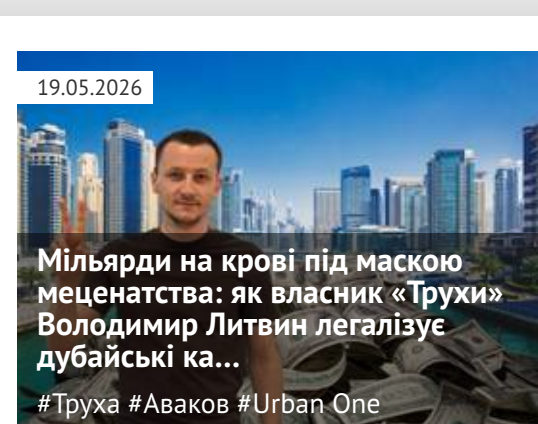 19.05.2026
Мільярди на крові під маскою
меценатства: як власник «Трухи»
Володимир Литвин легалізує
дубайські ка...
#Труха #Аваков #Urban One